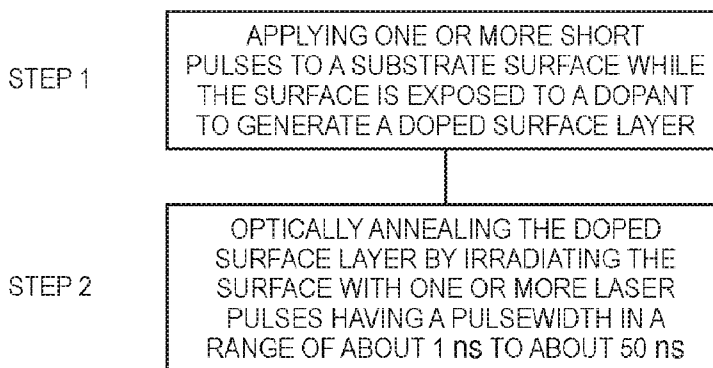 STEP 1
APPLYING ONE OR MORE SHORT
PULSES TO A SUBSTRATE SURFACE WHILE
THE SURFACE IS EXPOSED TO A DOPANT
TO GENERATE A DOPED SURFACE LAYER
STEP 2
OPTICALLY ANNEALING THE DOPED
SURFACE LAYER BY IRRADIATING THE
SURFACE WITH ONE OR MORE LASER
PULSES HAVING A PULSEWIDTH IN A
RANGE OF ABOUT 1 ns TO ABOUT 50 ns